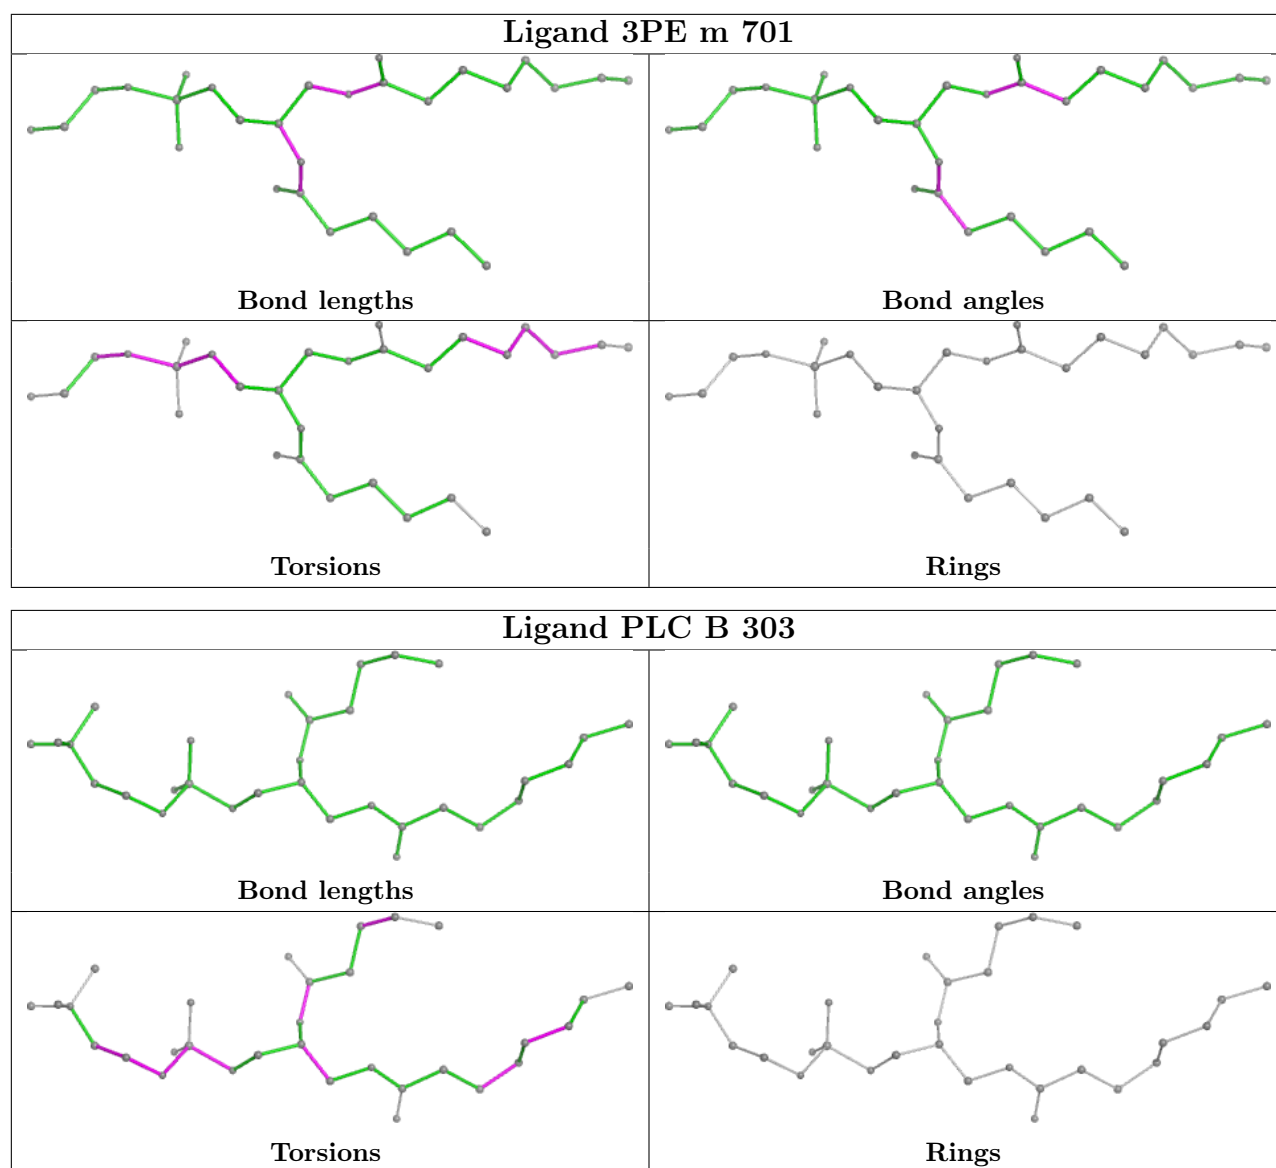 Ligand 3PE m 701
Bond lengths
Bond angles
Torsions
Rings
Ligand PLC B 303
Bond lengths
Bond angles
Torsions
Rings